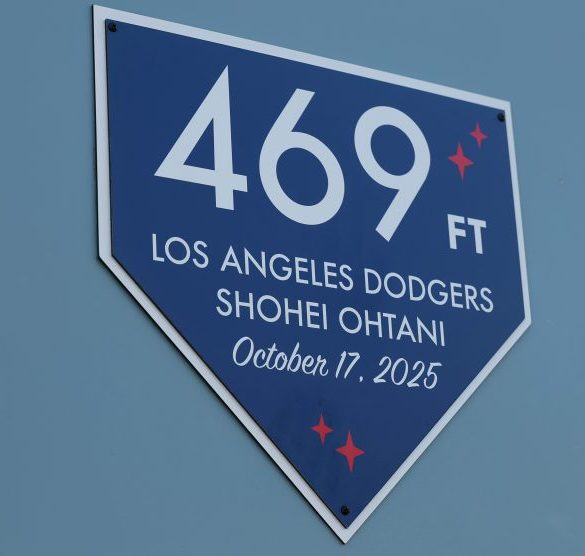 469 FT
LOS ANGELES DODGERS
SHOHEI OHTANI
October 17, 2025